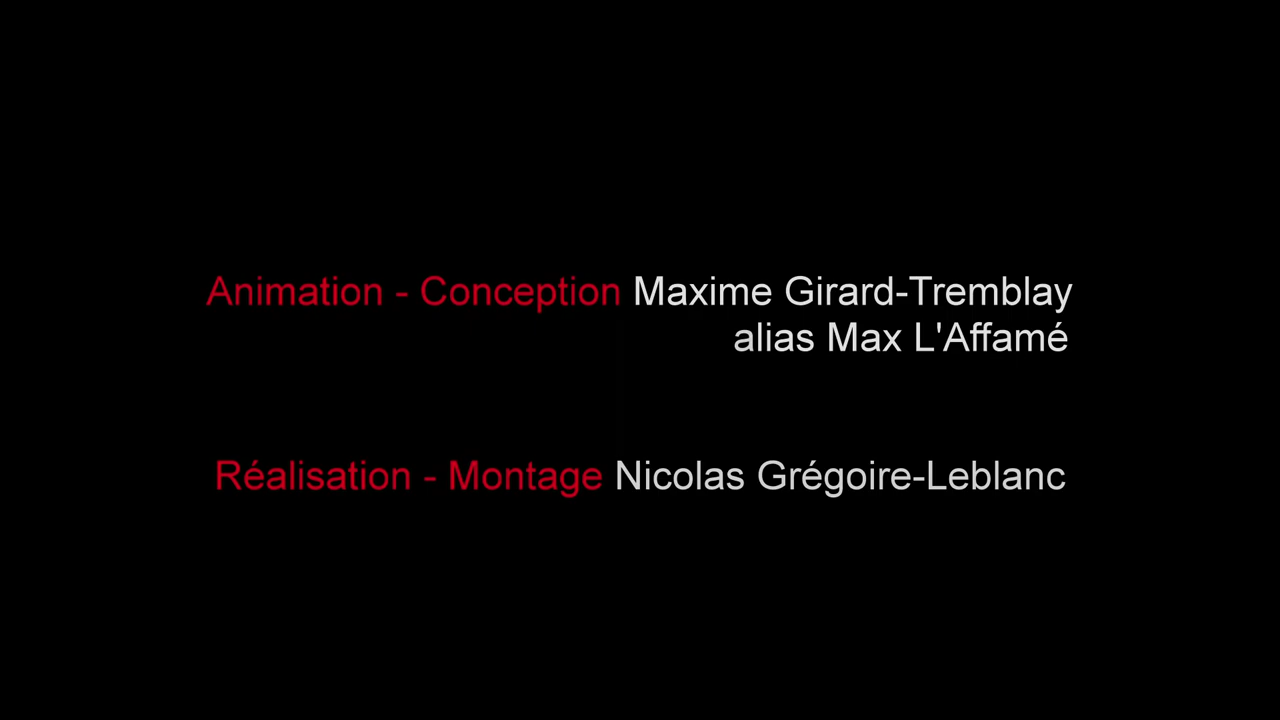 Animation - Conception Maxime Girard-Tremblay
alias Max L'Affamé
Réalisation - Montage Nicolas Grégoire-Leblanc